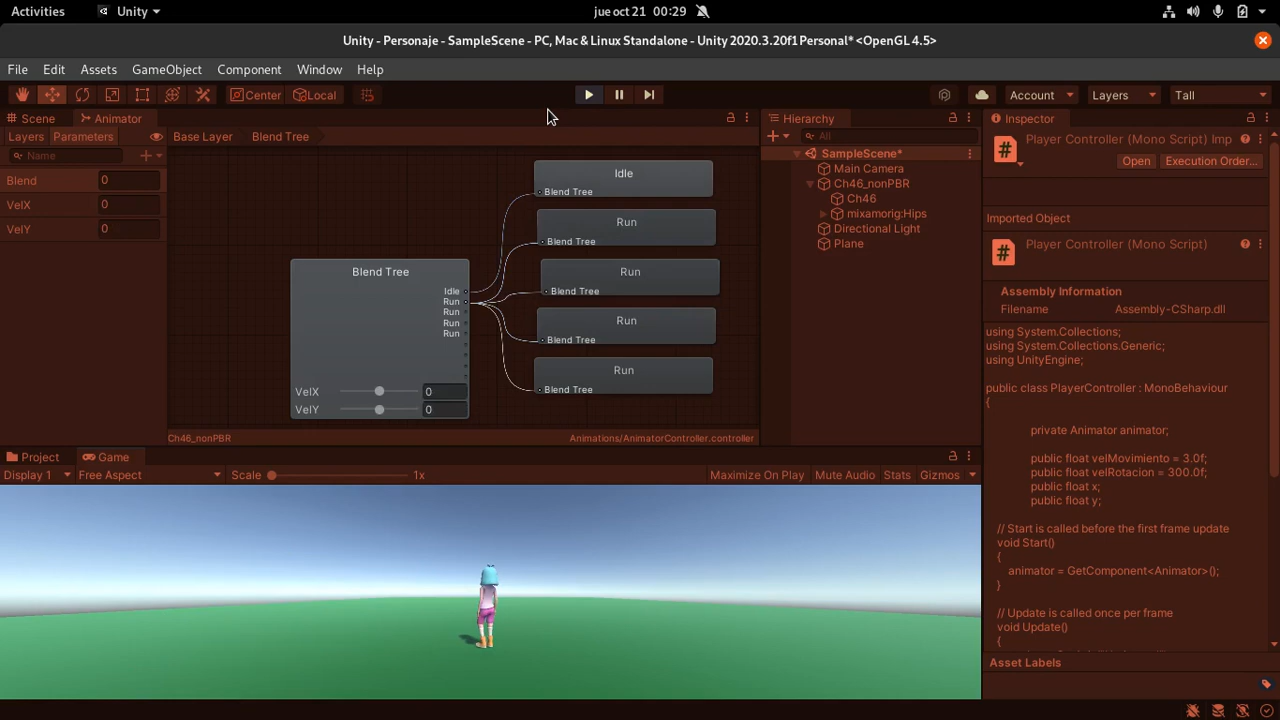 Activities
Unity
jue oct 21 00:29
Unity - Personaje - SampleScene - PC, Mac & Linux Standalone - Unity 2020.3.20f1 Personal* <OpenGL 4.5>
File Edit Assets GameObject Component Window Help
Center Local
Account Layers Tall
Scene Animator
Layers Parameters
Name
Blend 0
VelX 0
VelY 0
Base Layer Blend Tree
Idle
Blend Tree
Run
Blend Tree
Run
Blend Tree
Run
Blend Tree
Run
Blend Tree
Blend Tree
Idle
Run
Run
Run
Run
VelX 0
VelY 0
Ch46_nonPBR
Animations/AnimatorController.controller
Hierarchy
All
SampleScene*
Main Camera
Ch46_nonPBR
Ch46
mixamorig:Hips
Directional Light
Plane
Inspector
Player Controller (Mono Script) Imp
Open Execution Order...
Imported Object
Player Controller (Mono Script)
Assembly Information
Filename Assembly-CSharp.dll
using System.Collections;
using System.Collections.Generic;
using UnityEngine;
public class PlayerController : MonoBehaviour
{
private Animator animator;
public float velMovimiento = 3.0f;
public float velRotacion = 300.0f;
public float x;
public float y;
// Start is called before the first frame update
void Start()
{
animator = GetComponent<Animator>();
}
// Update is called once per frame
void Update()
{
Asset Labels
Project Game
Display 1 Free Aspect Scale 1x Maximize On Play Mute Audio Stats Gizmos